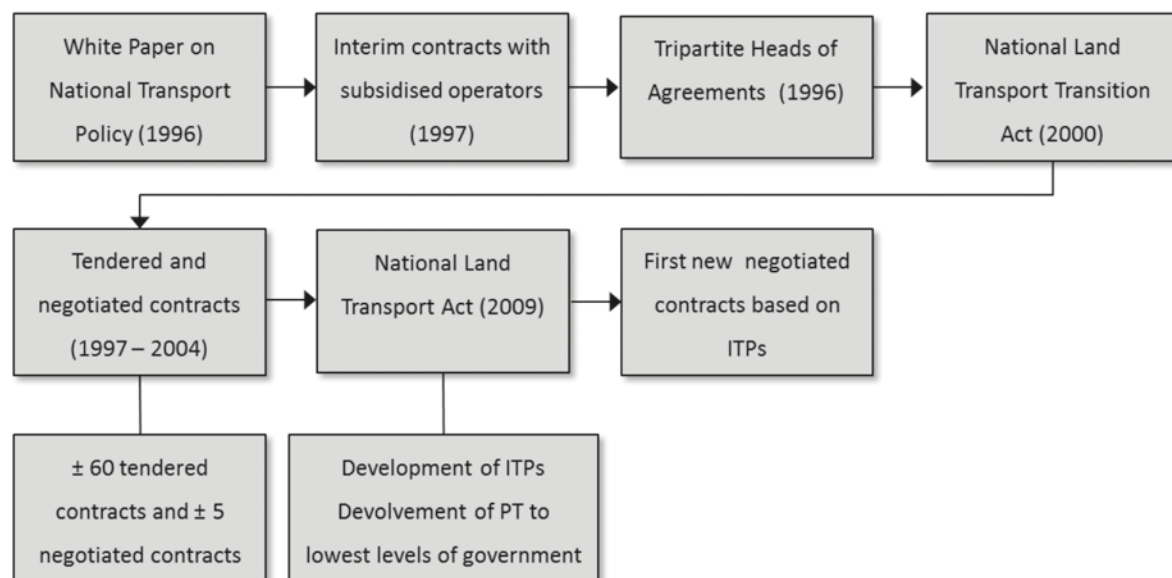 White Paper on
National Transport
Policy (1996)
Interim contracts with
subsidised operators
(1997)
Tripartite Heads of
Agreements (1996)
National Land
Transport Transition
Act (2000)
Tendered and
negotiated contracts
(1997 – 2004)
National Land
Transport Act (2009)
First new negotiated
contracts based on
ITPs
± 60 tendered
contracts and ± 5
negotiated contracts
Development of ITPs
Devolvement of PT to
lowest levels of government